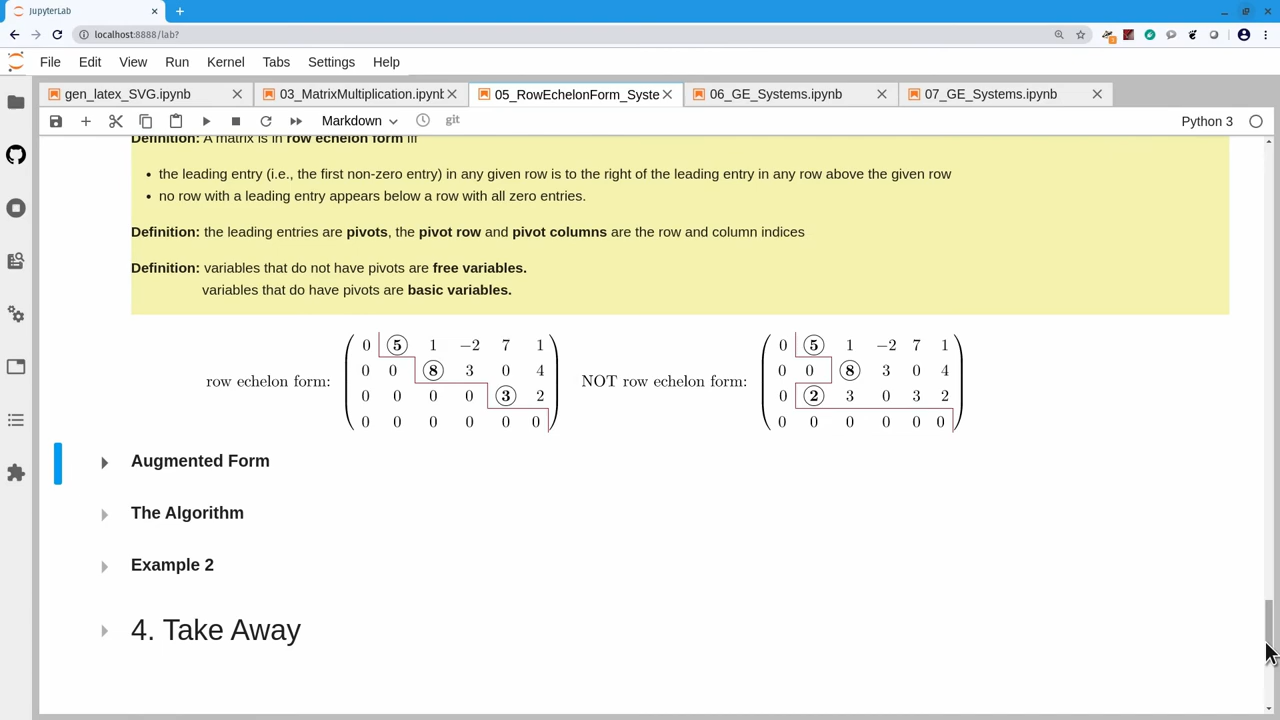 JupyterLab
localhost:8888/lab?
File Edit View Run Kernel Tabs Settings Help
gen_latex_SVG.ipynb 03_MatrixMultiplication.ipynb 05_RowEchelonForm_Syste 06_GE_Systems.ipynb 07_GE_Systems.ipynb
Markdown git Python 3
Definition: A matrix is in row echelon form iff
• the leading entry (i.e., the first non-zero entry) in any given row is to the right of the leading entry in any row above the given row
• no row with a leading entry appears below a row with all zero entries.
Definition: the leading entries are pivots, the pivot row and pivot columns are the row and column indices
Definition: variables that do not have pivots are free variables.
variables that do have pivots are basic variables.
row echelon form:
0 5 1 −2 7 1
0 0 8 3 0 4
0 0 0 0 3 2
0 0 0 0 0 0
NOT row echelon form:
0 5 1 −2 7 1
0 0 8 3 0 4
0 2 3 0 3 2
0 0 0 0 0 0
Augmented Form
The Algorithm
Example 2
4. Take Away